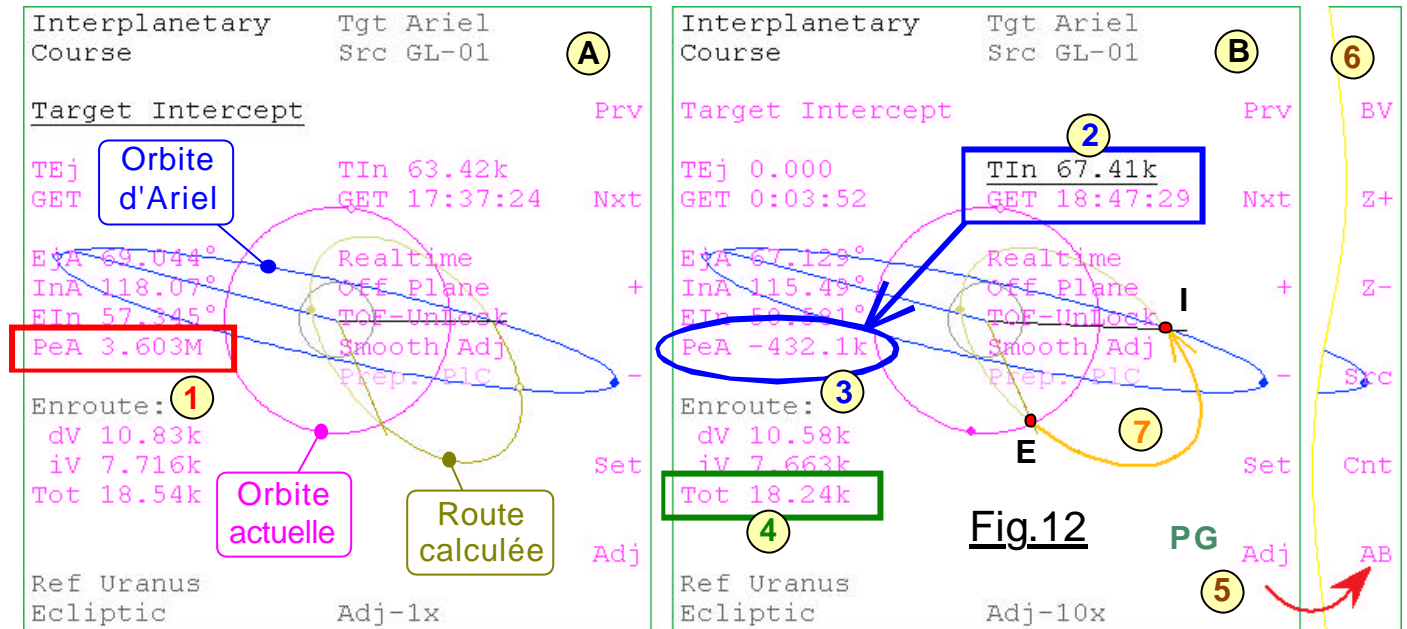 Interplanetary Tgt Ariel
Course Src GL-01
A
Target Intercept Prv
TEj TIn 63.42k
GET GET 17:37:24 Nxt
Orbite
d'Ariel
EjA 69.044° Realtime
InA 118.07° Off Plane +
EIn 57.345° TOF-UnLock
PeA 3.603M Smooth Adj
Prep. PlC -
1
Enroute:
dV 10.83k
iV 7.716k Set
Tot 18.54k
Orbite
actuelle
Route
calculée
Adj
Ref Uranus
Ecliptic Adj-1x
Interplanetary Tgt Ariel
Course Src GL-01
B
6
Target Intercept Prv BV
2
TEj 0.000 TIn 67.41k
GET 0:03:52 GET 18:47:29 Nxt Z+
EjA 67.129° Realtime
InA 115.49° Off Plane + Z-
I
TOF-UnLock
PeA -432.1k Smooth Adj
Prep. PlC - Src
3
Enroute:
dV 10.58k
7
E
iV 7.663k Set Cnt
Tot 18.24k
4
Fig.12
PG
Adj AB
5
Ref Uranus
Ecliptic Adj-10x